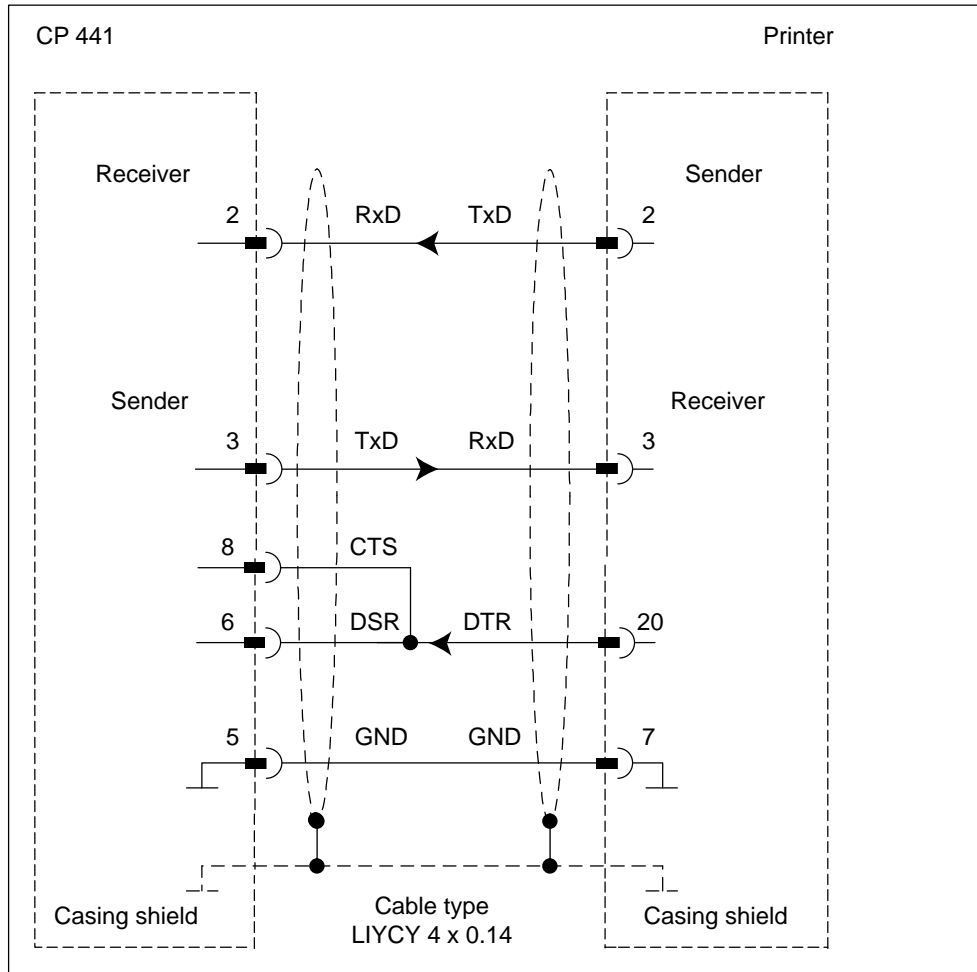 CP 441 Printer
Receiver Sender
2 RxD TxD 2
Sender Receiver
3 TxD RxD 3
8 CTS
6 DSR DTR 20
5 GND GND 7
Casing shield Cable type Casing shield
LIYCY 4 x 0.14